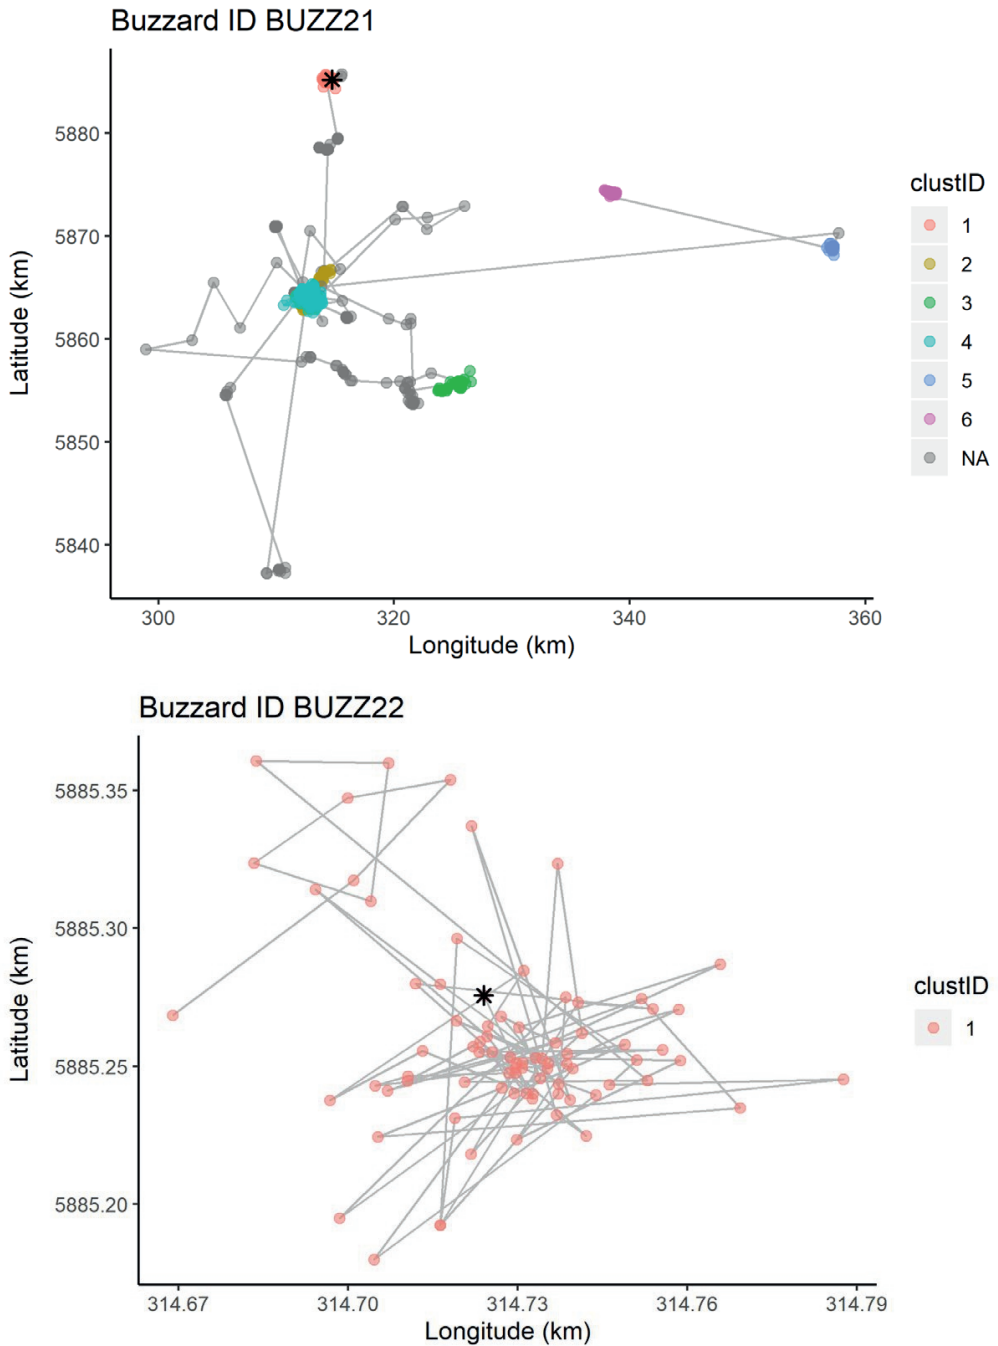 Buzzard ID BUZZ21
5880
5870
5860
5850
5840
Latitude (km)
300 320 340 360
Longitude (km)
clustID
1
2
3
4
5
6
NA
Buzzard ID BUZZ22
5885.35
5885.30
5885.25
5885.20
Latitude (km)
314.67 314.70 314.73 314.76 314.79
Longitude (km)
clustID
1